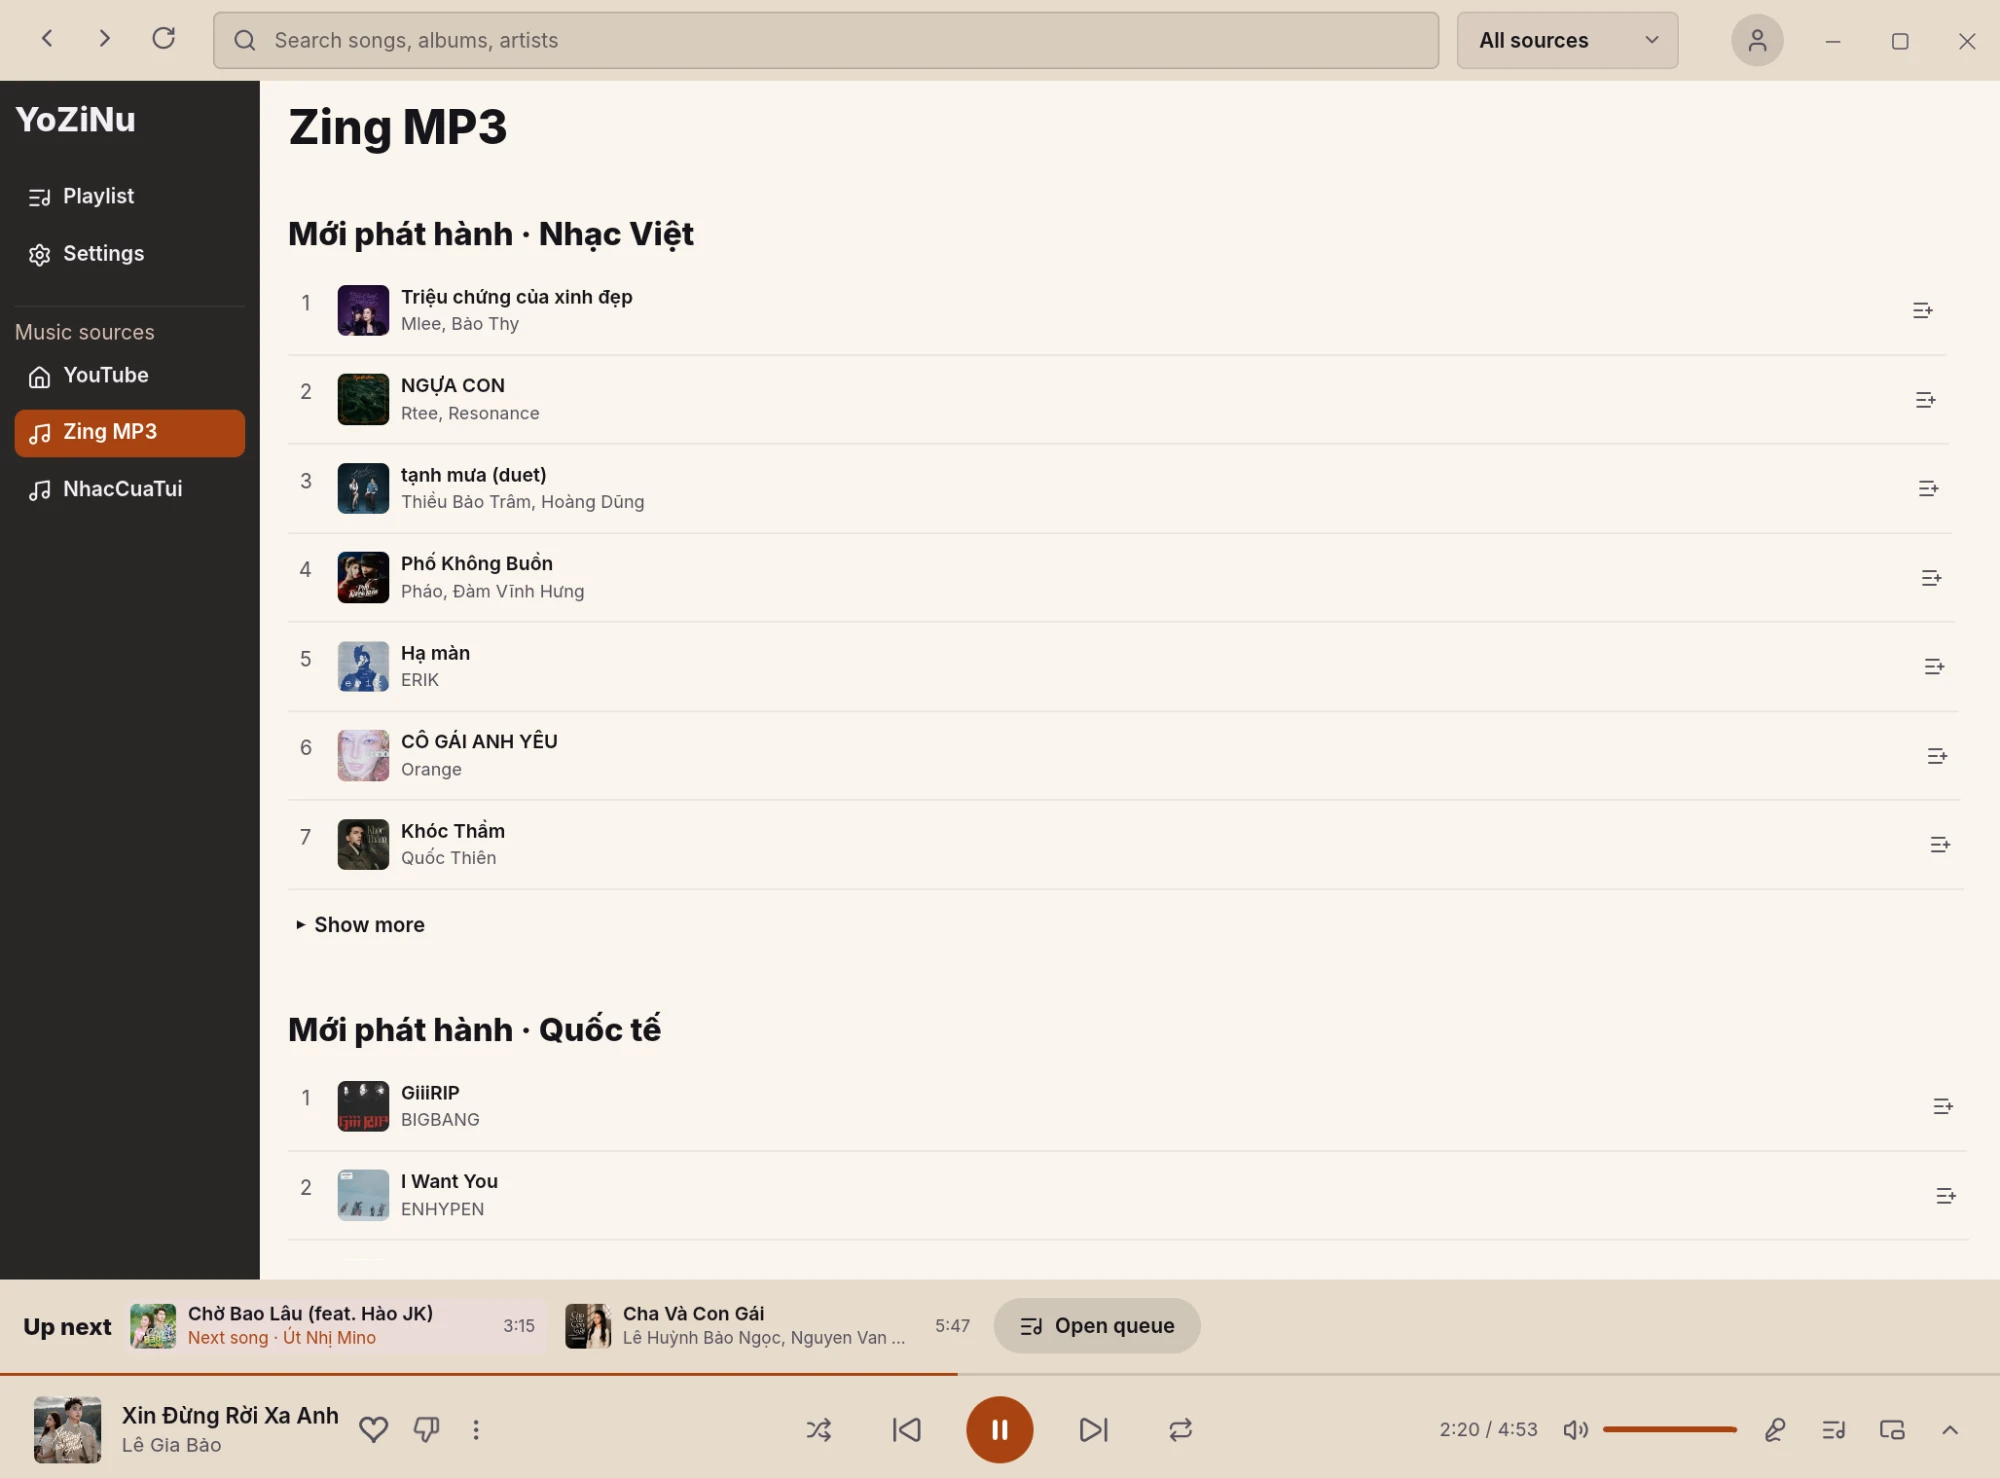 Search songs, albums, artists
All sources
YoZiNu
Playlist
Settings
Music sources
YouTube
Zing MP3
NhacCuaTui
Zing MP3
Mới phát hành · Nhạc Việt
1
Triệu chứng của xinh đẹp
Mlee, Bảo Thy
2
NGỰA CON
Rtee, Resonance
3
tạnh mưa (duet)
Thiều Bảo Trâm, Hoàng Dũng
4
Phố Không Buồn
Pháo, Đàm Vĩnh Hưng
5
Hạ màn
ERIK
6
CÔ GÁI ANH YÊU
Orange
7
Khóc Thầm
Quốc Thiên
▸ Show more
Mới phát hành · Quốc tế
1
GiiiRIP
BIGBANG
2
I Want You
ENHYPEN
Up next
Chờ Bao Lâu (feat. Hào JK)
Next song · Út Nhị Mino
3:15
Cha Và Con Gái
Lê Huỳnh Bảo Ngọc, Nguyen Van ...
5:47
Open queue
Xin Đừng Rời Xa Anh
Lê Gia Bảo
2:20 / 4:53